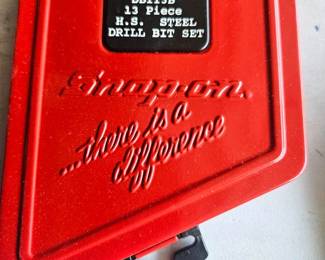 13 Piece
H.S. STEEL
DRILL BIT SET
Snap-on.
...there is a
difference